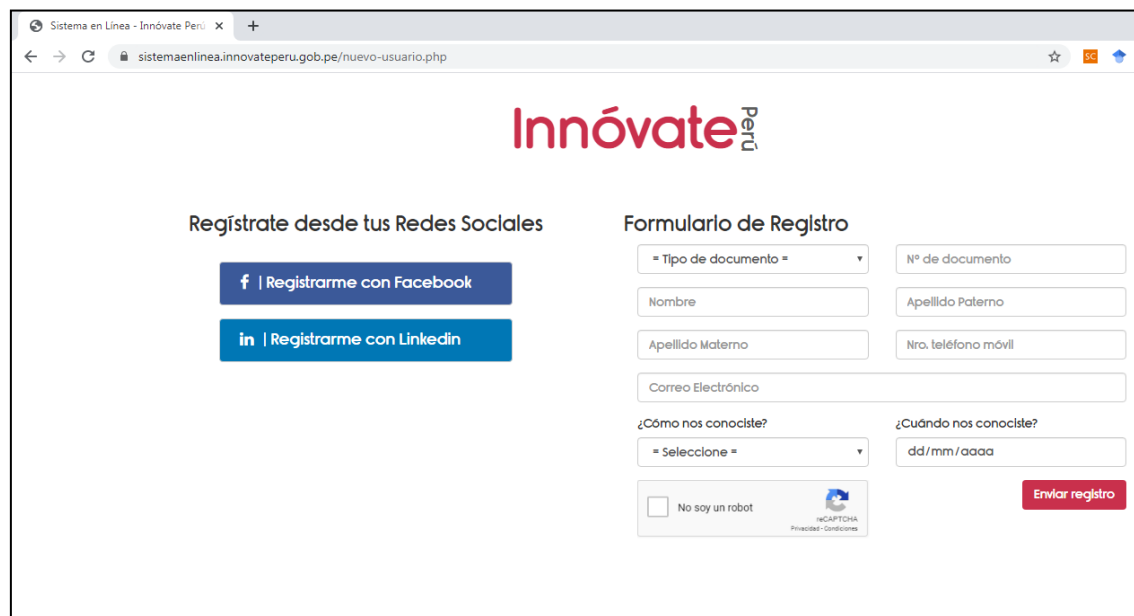 Sistema en Línea - Innóvate Perú
sistemaenlinea.innovateperu.gob.pe/nuevo-usuario.php
SC
Innóvate Perú
Regístrate desde tus Redes Sociales
f | Registrarme con Facebook
in | Registrarme con Linkedin
Formulario de Registro
= Tipo de documento =
Nº de documento
Nombre
Apellido Paterno
Apellido Materno
Nro. teléfono móvil
Correo Electrónico
¿Cómo nos conociste?
¿Cuándo nos conociste?
= Seleccione =
dd/mm/aaaa
No soy un robot
reCAPTCHA
Privacidad - Condiciones
Enviar registro